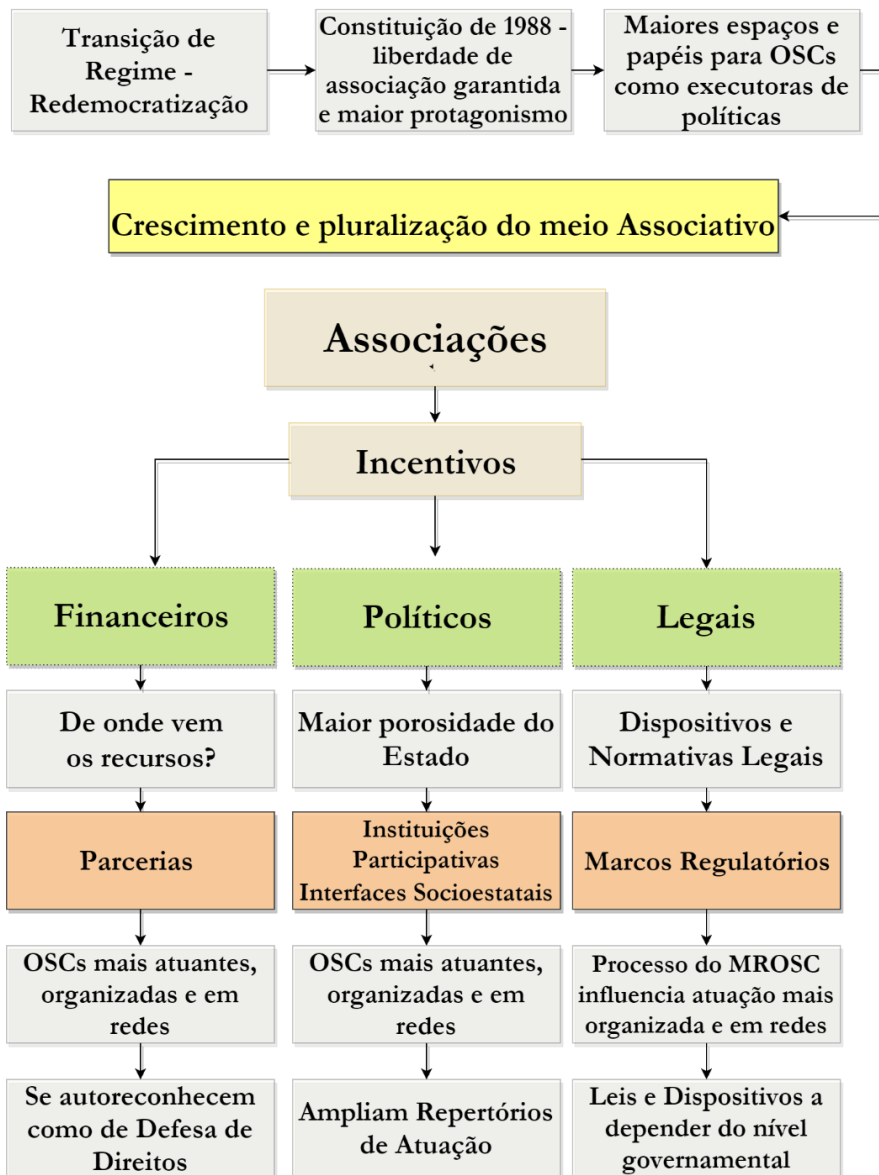 Transição de
Regime -
Redemocratização
Constituição de 1988 -
liberdade de
associação garantida
e maior protagonismo
Maiores espaços e
papéis para OSCs
como executoras de
políticas
Crescimento e pluralização do meio Associativo
Associações
Incentivos
Financeiros
Políticos
Legais
De onde vem
os recursos?
Maior porosidade do
Estado
Dispositivos e
Normativas Legais
Parcerias
Instituições
Participativas
Interfaces Socioestatais
Marcos Regulatórios
OSCs mais atuantes,
organizadas e em
redes
OSCs mais atuantes,
organizadas e em
redes
Processo do MROSC
influencia atuação mais
organizada e em redes
Se autoreconhecem
como de Defesa de
Direitos
Ampliam Repertórios
de Atuação
Leis e Dispositivos a
depender do nível
governamental